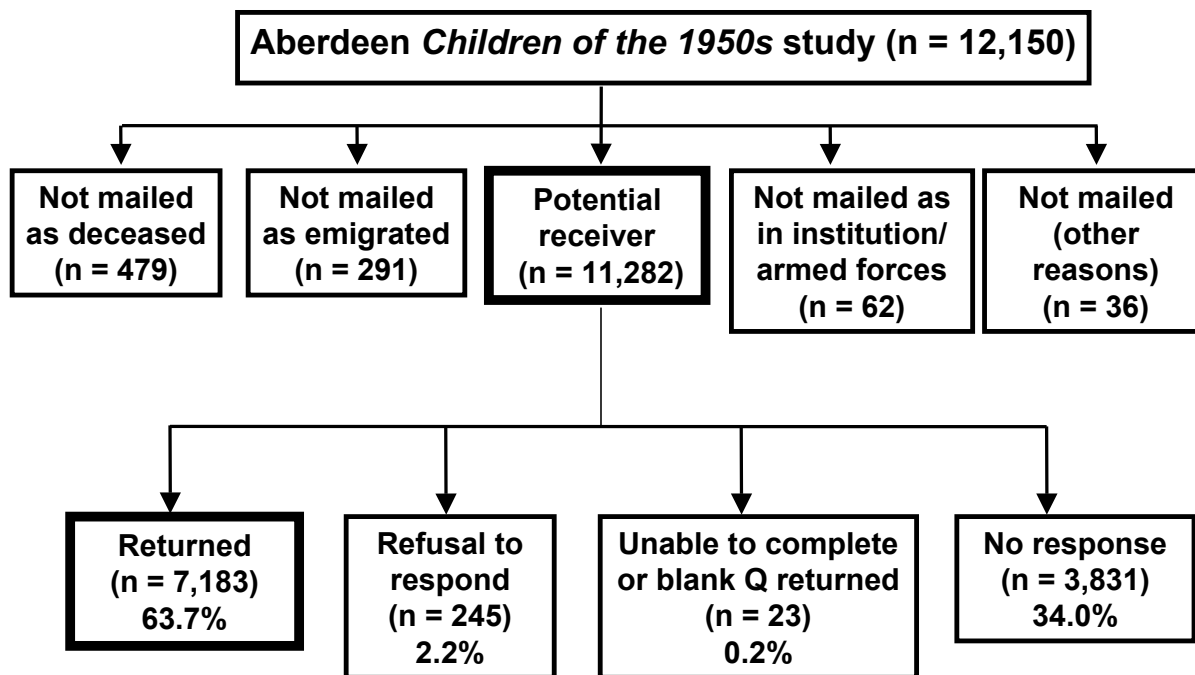 Aberdeen Children of the 1950s study (n = 12,150)
Not mailed
as deceased
(n = 479)
Not mailed
as emigrated
(n = 291)
Potential
receiver
(n = 11,282)
Not mailed as
in institution/
armed forces
(n = 62)
Not mailed
(other
reasons)
(n = 36)
Returned
(n = 7,183)
63.7%
Refusal to
respond
(n = 245)
2.2%
Unable to complete
or blank Q returned
(n = 23)
0.2%
No response
(n = 3,831)
34.0%